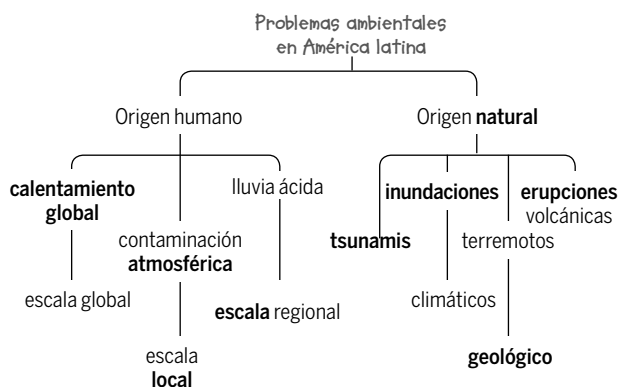 Problemas ambientales
en América latina
Origen humano
Origen natural
calentamiento
global
contaminación
atmosférica
lluvia ácida
tsunamis
inundaciones
terremotos
erupciones
volcánicas
escala global
escala
local
escala regional
climáticos
geológico